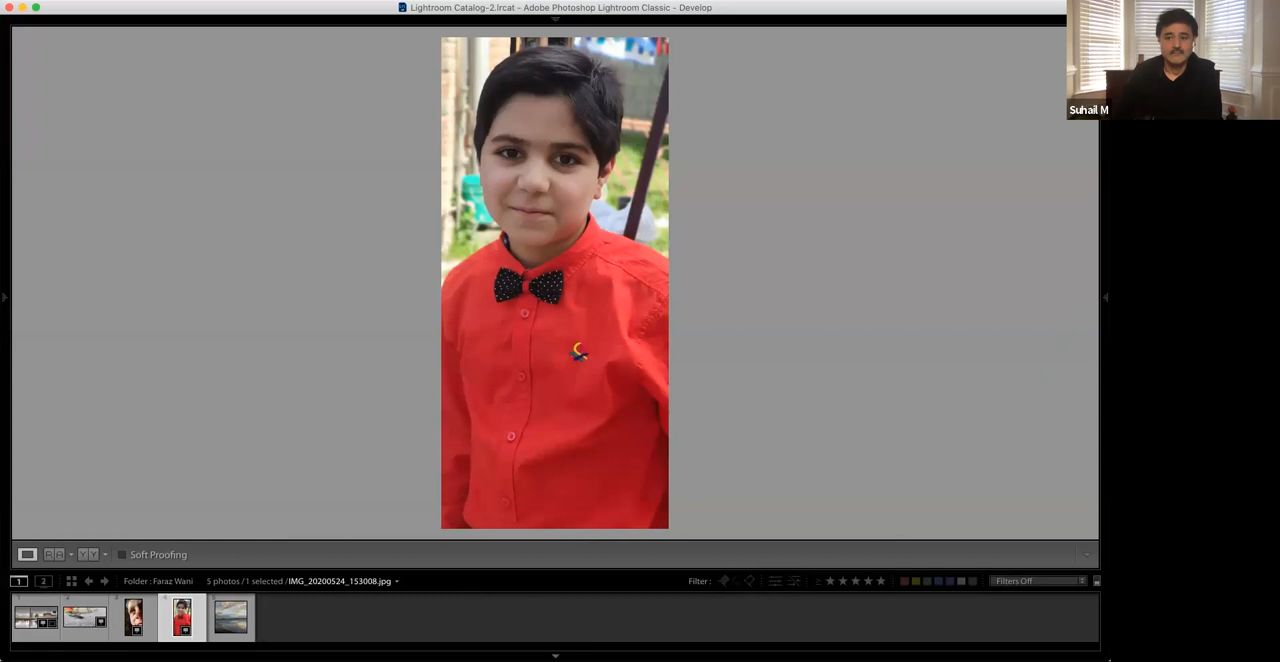 Lightroom Catalog-2.lrcat - Adobe Photoshop Lightroom Classic - Develop
Suhail M
Soft Proofing
1 2 Folder : Faraz Wani 5 photos / 1 selected / IMG_20200524_153008.jpg Filter : Filters Off